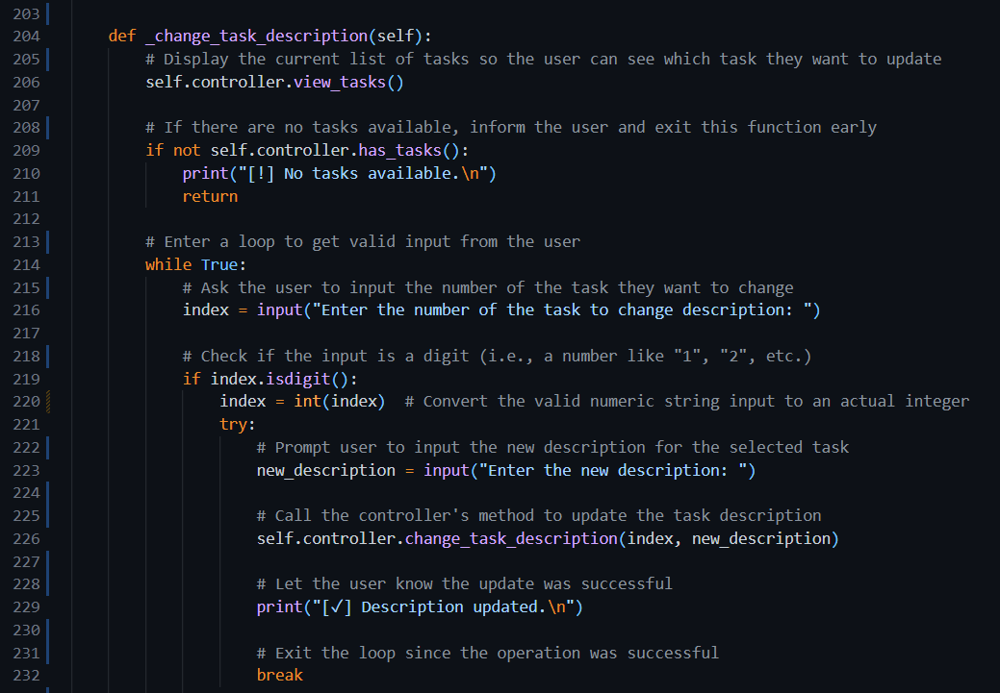 203
204 def _change_task_description(self):
205 # Display the current list of tasks so the user can see which task they want to update
206 self.controller.view_tasks()
207
208 # If there are no tasks available, inform the user and exit this function early
209 if not self.controller.has_tasks():
210 print("[!] No tasks available.\n")
211 return
212
213 # Enter a loop to get valid input from the user
214 while True:
215 # Ask the user to input the number of the task they want to change
216 index = input("Enter the number of the task to change description: ")
217
218 # Check if the input is a digit (i.e., a number like "1", "2", etc.)
219 if index.isdigit():
220 index = int(index)  # Convert the valid numeric string input to an actual integer
221 try:
222 # Prompt user to input the new description for the selected task
223 new_description = input("Enter the new description: ")
224
225 # Call the controller's method to update the task description
226 self.controller.change_task_description(index, new_description)
227
228 # Let the user know the update was successful
229 print("[✓] Description updated.\n")
230
231 # Exit the loop since the operation was successful
232 break